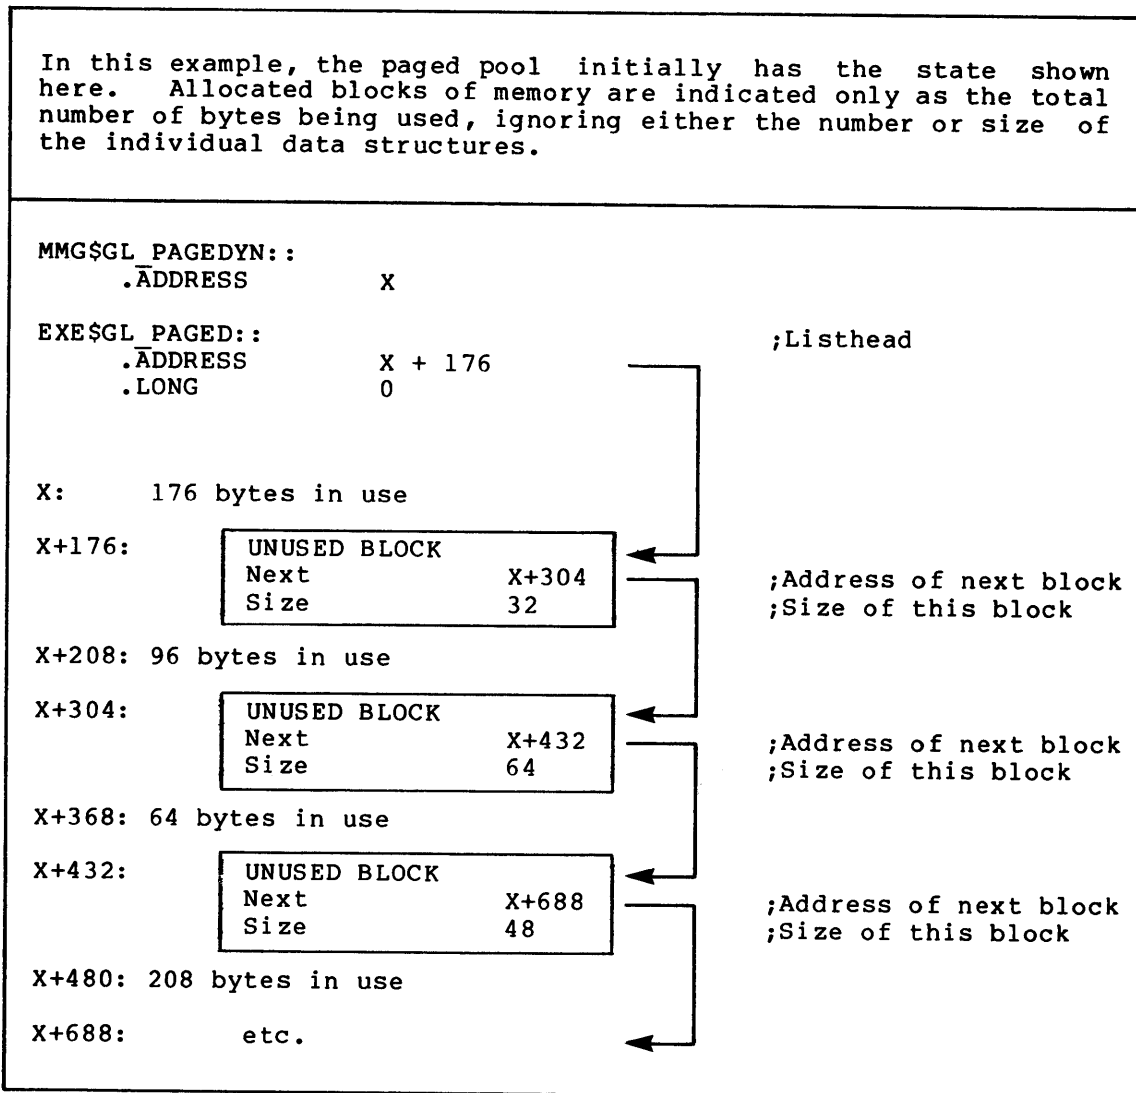 In this example, the paged pool initially has the state shown
here. Allocated blocks of memory are indicated only as the total
number of bytes being used, ignoring either the number or size of
the individual data structures.
MMG$GL_PAGEDYN::
.ADDRESS X
EXE$GL_PAGED:: ;Listhead
.ADDRESS X + 176
.LONG 0
X: 176 bytes in use
X+176: UNUSED BLOCK
Next X+304 ;Address of next block
Size 32 ;Size of this block
X+208: 96 bytes in use
X+304: UNUSED BLOCK
Next X+432 ;Address of next block
Size 64 ;Size of this block
X+368: 64 bytes in use
X+432: UNUSED BLOCK
Next X+688 ;Address of next block
Size 48 ;Size of this block
X+480: 208 bytes in use
X+688: etc.